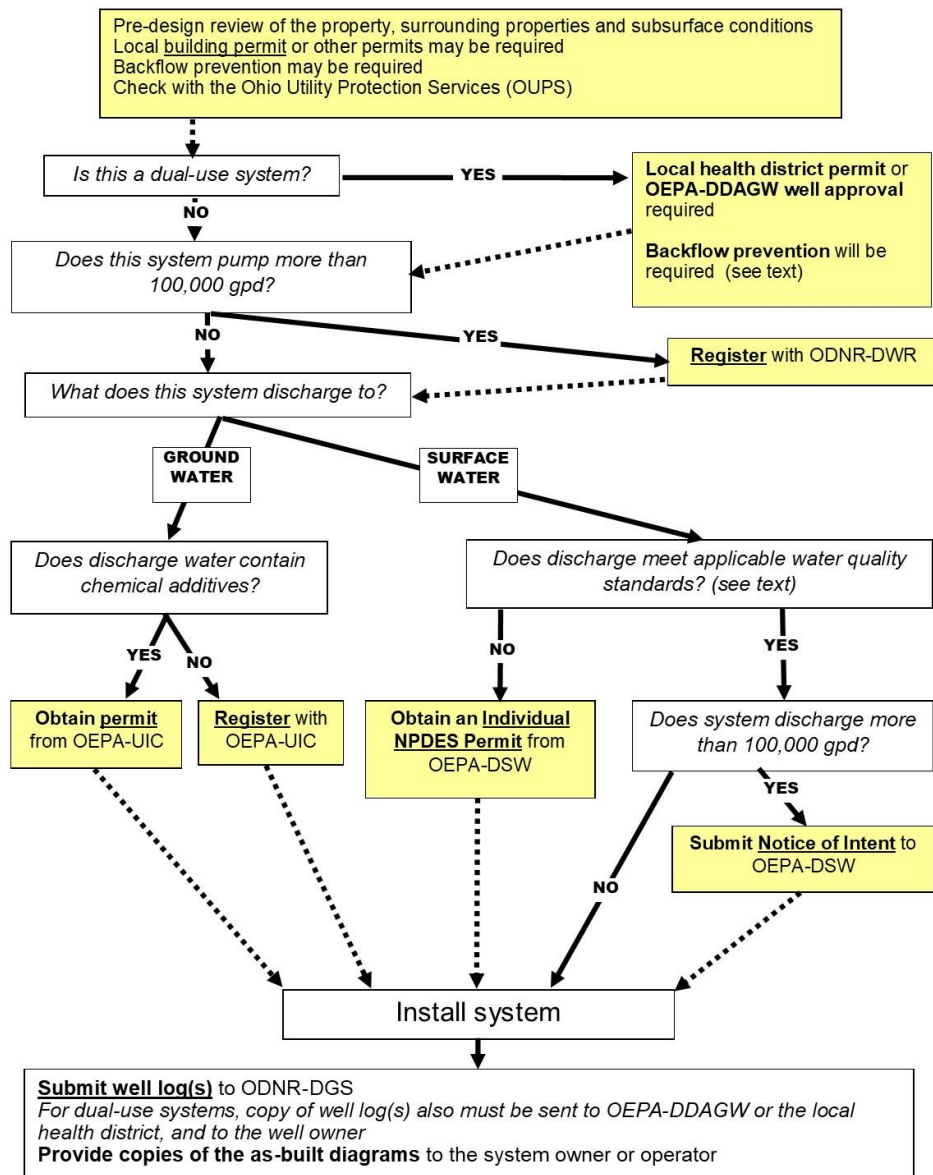 Pre-design review of the property, surrounding properties and subsurface conditions
Local building permit or other permits may be required
Backflow prevention may be required
Check with the Ohio Utility Protection Services (OUPS)
Is this a dual-use system?
YES
Local health district permit or
OEPA-DDAGW well approval
required
Backflow prevention will be
required (see text)
NO
Does this system pump more than
100,000 gpd?
YES
NO
Register with ODNR-DWR
What does this system discharge to?
GROUND
WATER
SURFACE
WATER
Does discharge water contain
chemical additives?
Does discharge meet applicable water quality
standards? (see text)
YES
NO
NO
YES
Obtain permit
from OEPA-UIC
Register with
OEPA-UIC
Obtain an Individual
NPDES Permit from
OEPA-DSW
Does system discharge more
than 100,000 gpd?
YES
Submit Notice of Intent to
OEPA-DSW
NO
Install system
Submit well log(s) to ODNR-DGS
For dual-use systems, copy of well log(s) also must be sent to OEPA-DDAGW or the local
health district, and to the well owner
Provide copies of the as-built diagrams to the system owner or operator